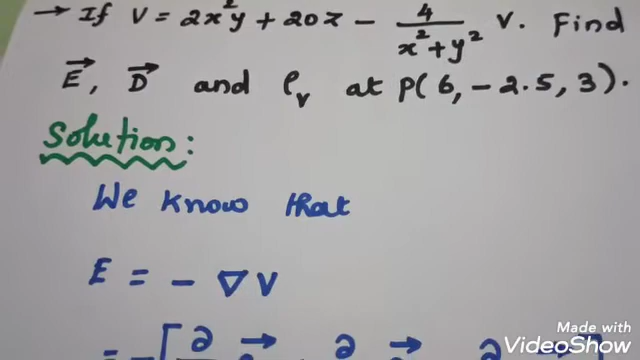 → If V = 2x²y + 20z - 4/(x² + y²) V. Find
E⃗, D⃗ and ρᵥ at P(6, -2.5, 3).
Solution:
We know that
E = - ∇V
= - [ ∂ → ∂ → ∂
Made with
VideoShow